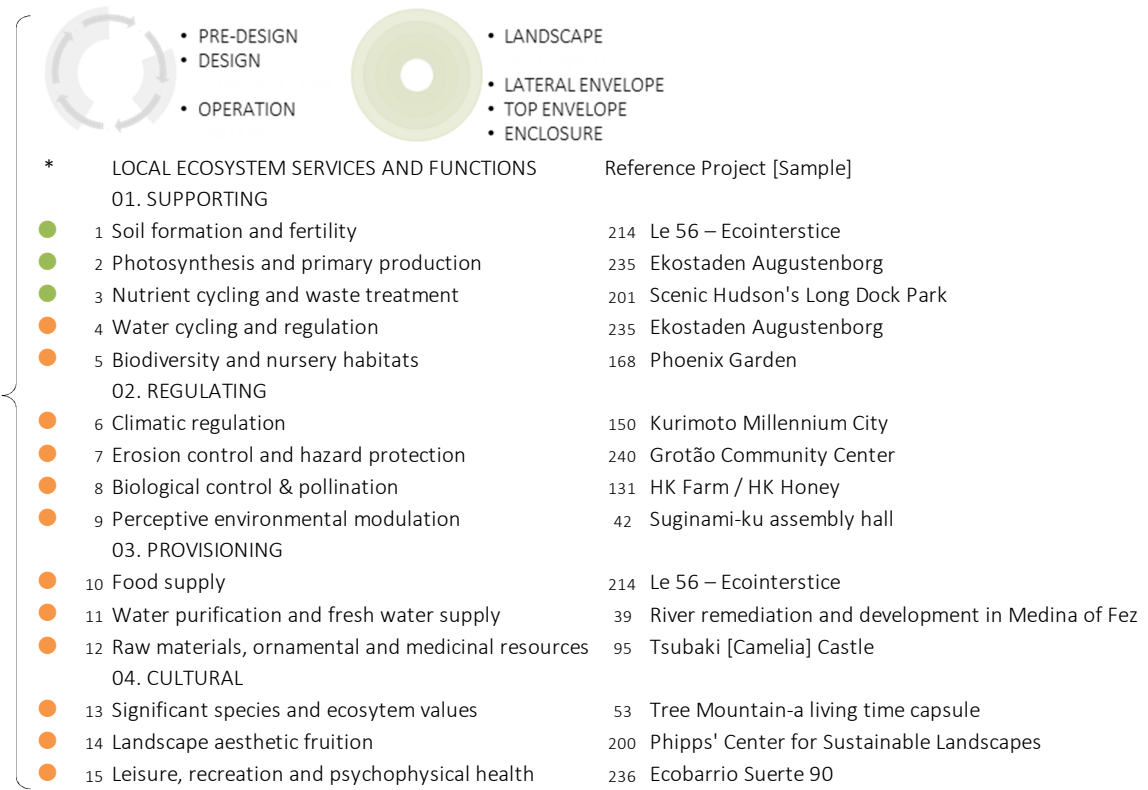 • PRE-DESIGN
• DESIGN
• OPERATION
• LANDSCAPE
• LATERAL ENVELOPE
• TOP ENVELOPE
• ENCLOSURE
* LOCAL ECOSYSTEM SERVICES AND FUNCTIONS Reference Project [Sample]
01. SUPPORTING
1 Soil formation and fertility 214 Le 56 – Ecointerstice
2 Photosynthesis and primary production 235 Ekostaden Augustenborg
3 Nutrient cycling and waste treatment 201 Scenic Hudson's Long Dock Park
4 Water cycling and regulation 235 Ekostaden Augustenborg
5 Biodiversity and nursery habitats 168 Phoenix Garden
02. REGULATING
6 Climatic regulation 150 Kurimoto Millennium City
7 Erosion control and hazard protection 240 Grotão Community Center
8 Biological control & pollination 131 HK Farm / HK Honey
9 Perceptive environmental modulation 42 Suginami-ku assembly hall
03. PROVISIONING
10 Food supply 214 Le 56 – Ecointerstice
11 Water purification and fresh water supply 39 River remediation and development in Medina of Fez
12 Raw materials, ornamental and medicinal resources 95 Tsubaki [Camelia] Castle
04. CULTURAL
13 Significant species and ecosytem values 53 Tree Mountain-a living time capsule
14 Landscape aesthetic fruition 200 Phipps' Center for Sustainable Landscapes
15 Leisure, recreation and psychophysical health 236 Ecobarrio Suerte 90